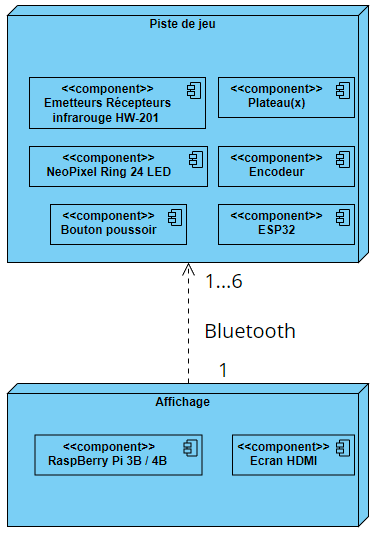 Piste de jeu
<<component>>
Emetteurs Récepteurs
infrarouge HW-201
<<component>>
Plateau(x)
<<component>>
NeoPixel Ring 24 LED
<<component>>
Encodeur
<<component>>
Bouton poussoir
<<component>>
ESP32
1...6
Bluetooth
1
Affichage
<<component>>
RaspBerry Pi 3B / 4B
<<component>>
Ecran HDMI